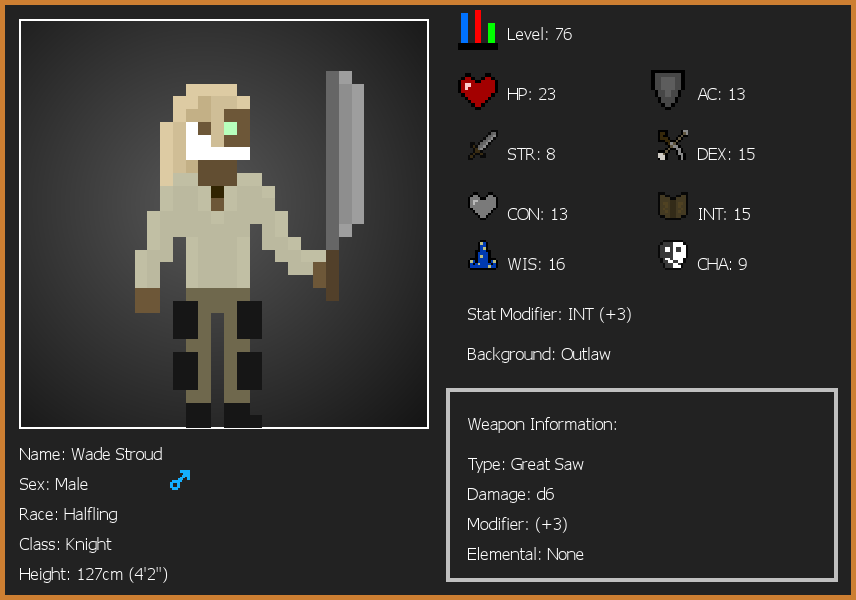 Level: 76
HP: 23
AC: 13
STR: 8
DEX: 15
CON: 13
INT: 15
WIS: 16
CHA: 9
Stat Modifier: INT (+3)
Background: Outlaw
Weapon Information:
Type: Great Saw
Damage: d6
Modifier: (+3)
Elemental: None
Name: Wade Stroud
Sex: Male
Race: Halfling
Class: Knight
Height: 127cm (4'2")